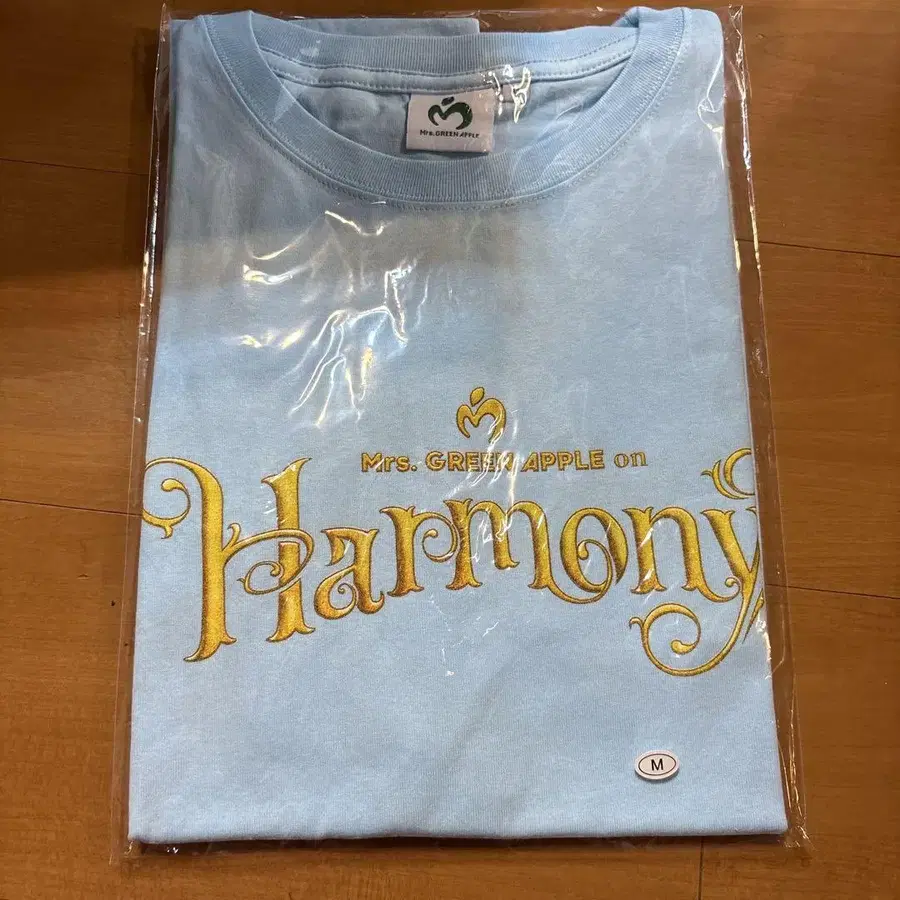 Mrs. GREEN APPLE
Mrs. GREEN APPLE on
Harmony
M